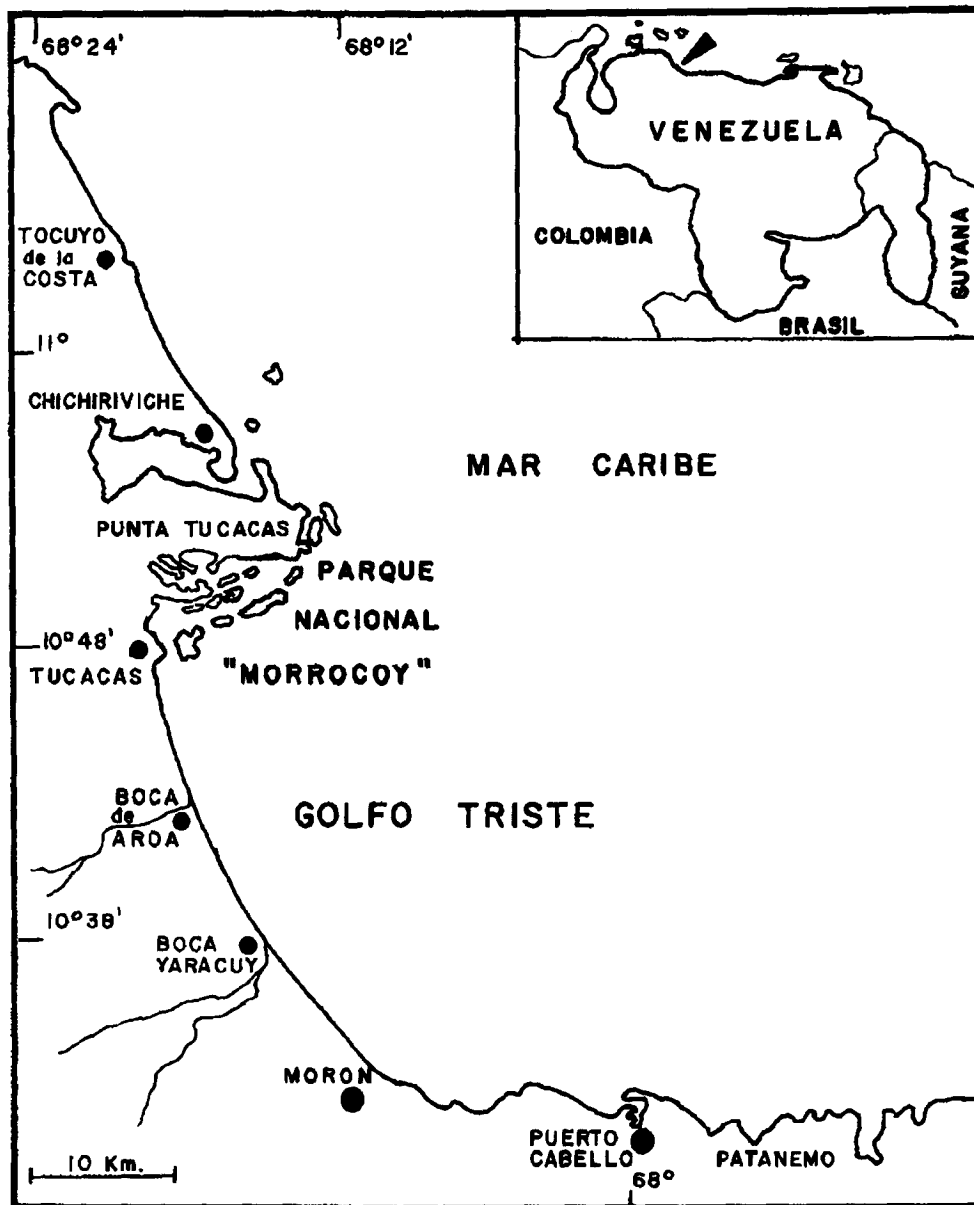 68°24'
68°12'
VENEZUELA
COLOMBIA
GUYANA
BRASIL
TOCUYO
de la
COSTA
11°
CHICHIRIVICHE
MAR CARIBE
PUNTA TUCACAS
PARQUE
NACIONAL
"MORROCOY"
10°48'
TUCACAS
BOCA
de
AROA
GOLFO TRISTE
10°38'
BOCA
YARACUY
MORON
PUERTO
CABELLO
PATANEMO
10 Km.
68°